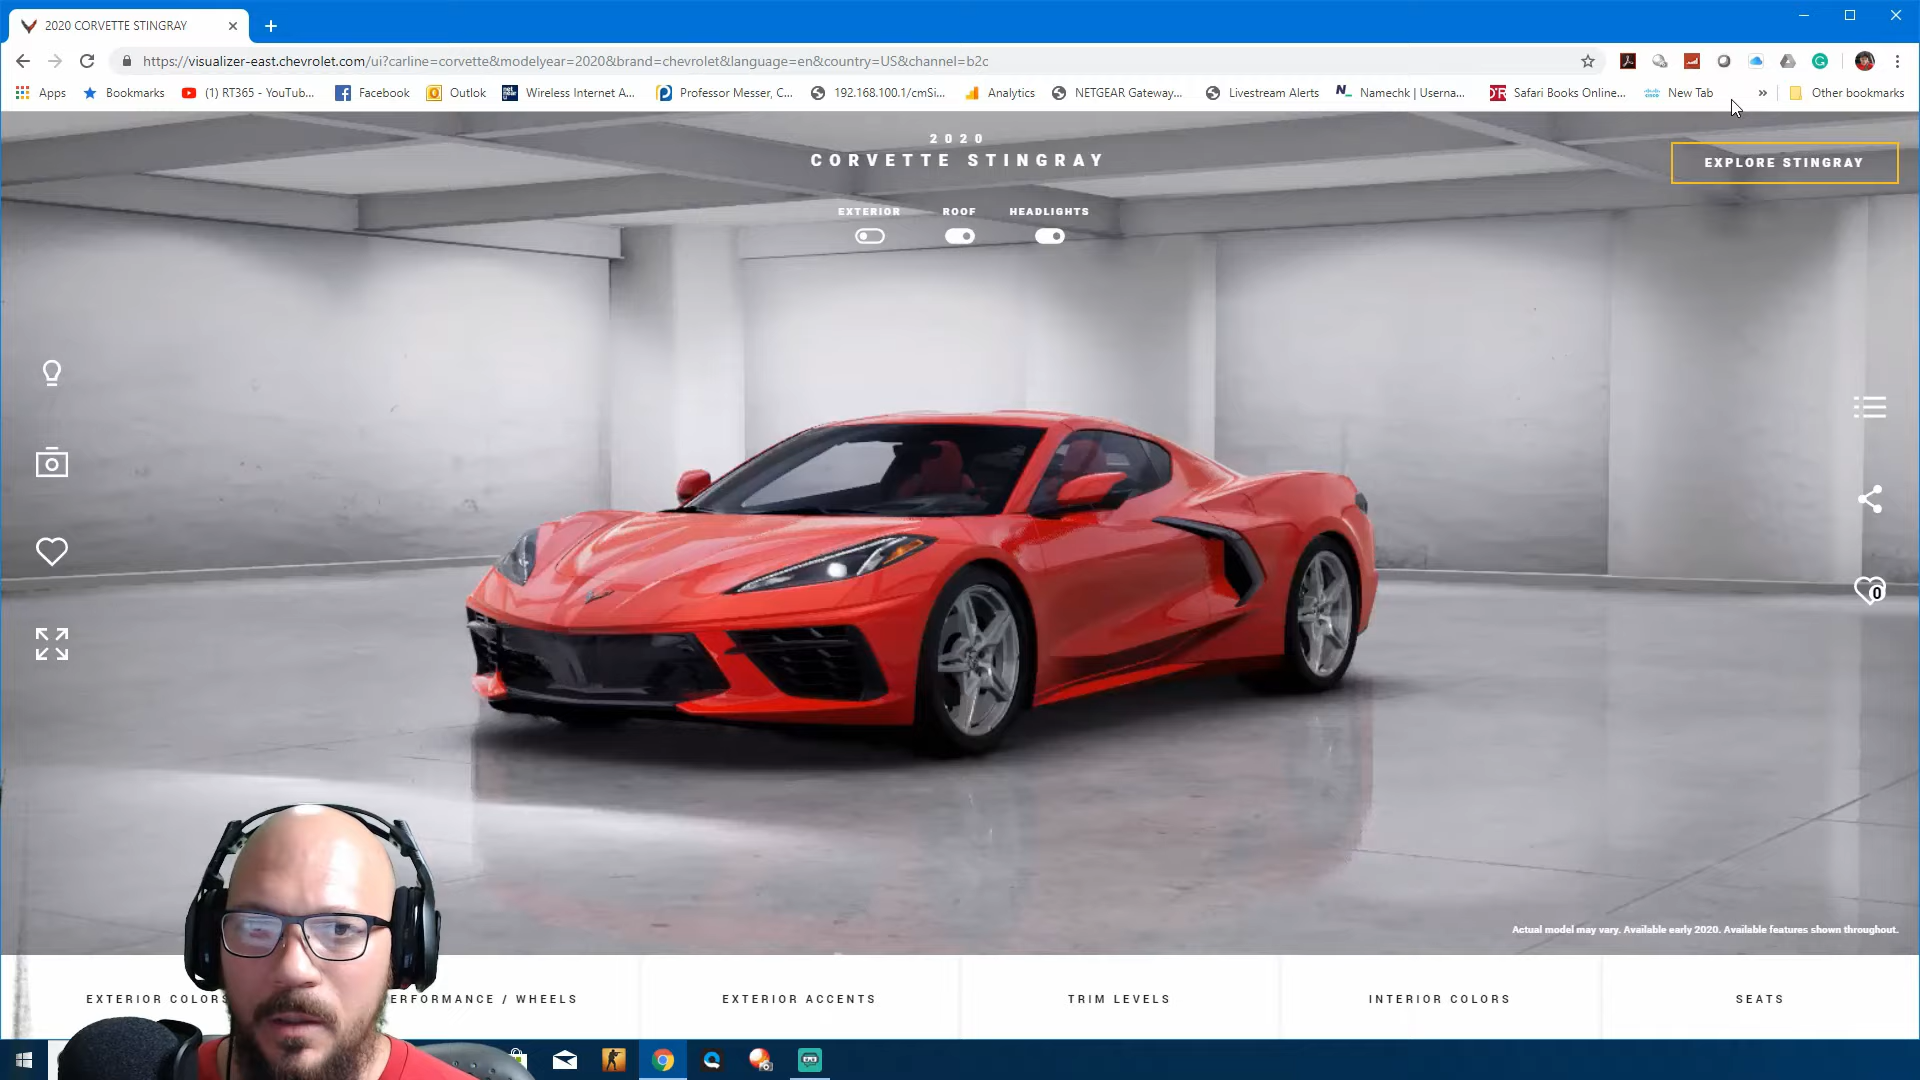 2020 CORVETTE STINGRAY
https://visualizer-east.chevrolet.com/ui?carline=corvette&modelyear=2020&brand=chevrolet&language=en&country=US&channel=b2c
Apps Bookmarks (1) RT365 - YouTub... Facebook Outlok Wireless Internet A... Professor Messer, C... 192.168.100.1/cmSi... Analytics NETGEAR Gateway... Livestream Alerts Namechk | Userna... Safari Books Online... New Tab » Other bookmarks
2020
CORVETTE STINGRAY
EXPLORE STINGRAY
EXTERIOR ROOF HEADLIGHTS
0
Actual model may vary. Available early 2020. Available features shown throughout.
EXTERIOR COLORS ERFORMANCE / WHEELS EXTERIOR ACCENTS TRIM LEVELS INTERIOR COLORS SEATS